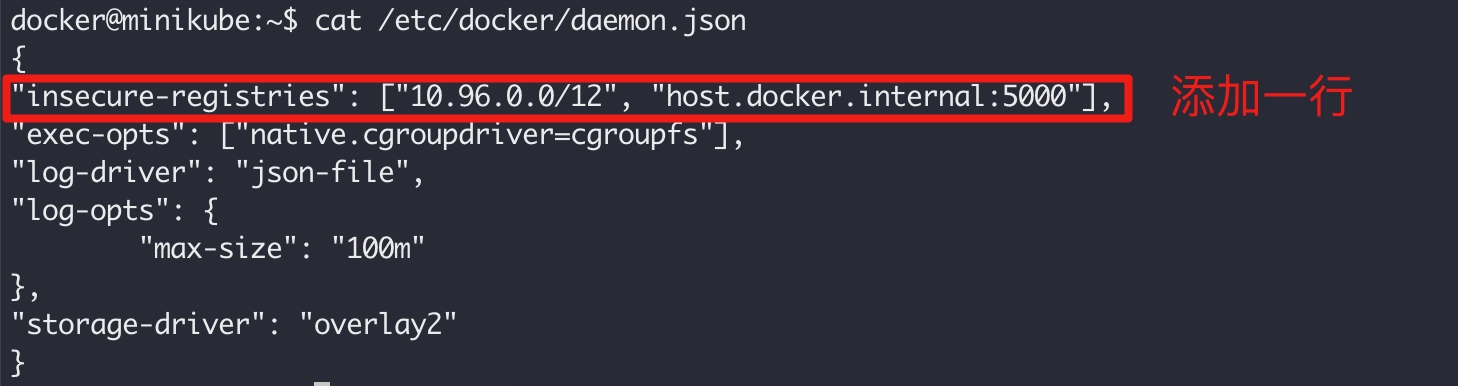 docker@minikube:~$ cat /etc/docker/daemon.json
{
"insecure-registries": ["10.96.0.0/12", "host.docker.internal:5000"],
添加一行
"exec-opts": ["native.cgroupdriver=cgroupfs"],
"log-driver": "json-file",
"log-opts": {
        "max-size": "100m"
},
"storage-driver": "overlay2"
}